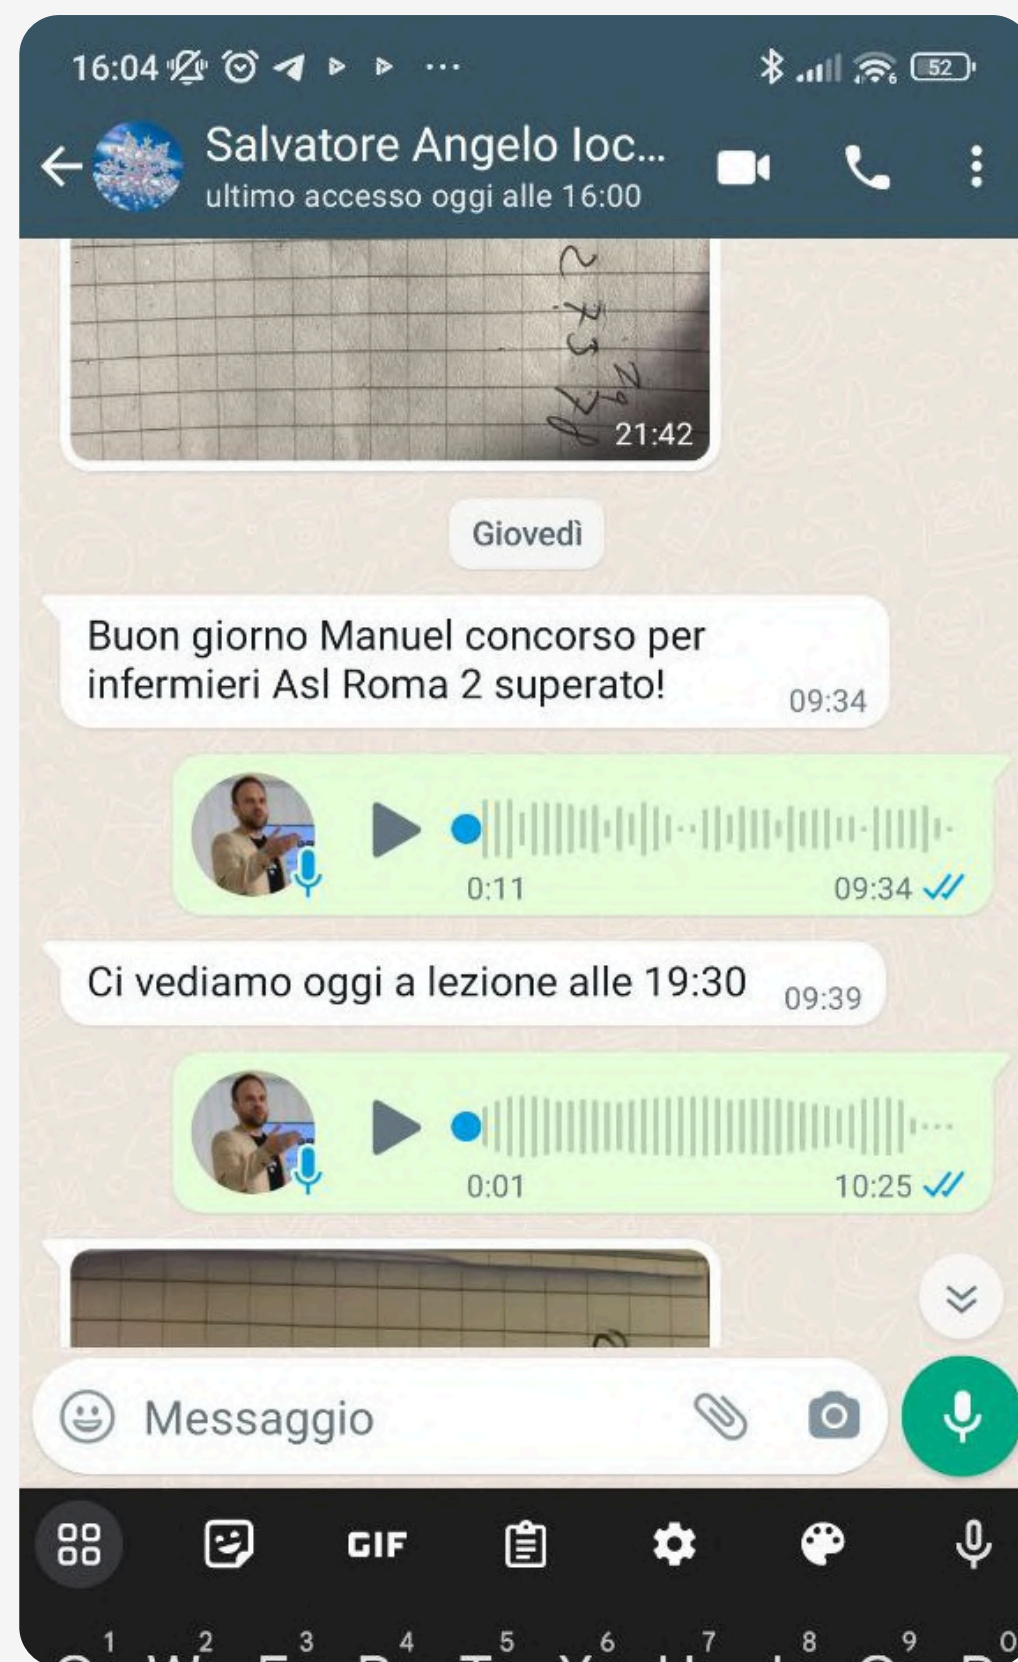 16:04
52
Salvatore Angelo Ioc...
ultimo accesso oggi alle 16:00
21:42
Giovedì
Buon giorno Manuel concorso per
infermieri Asl Roma 2 superato!
09:34
0:11
09:34
Ci vediamo oggi a lezione alle 19:30
09:39
0:01
10:25
Messaggio
GIF
1 2 3 4 5 6 7 8 9 0